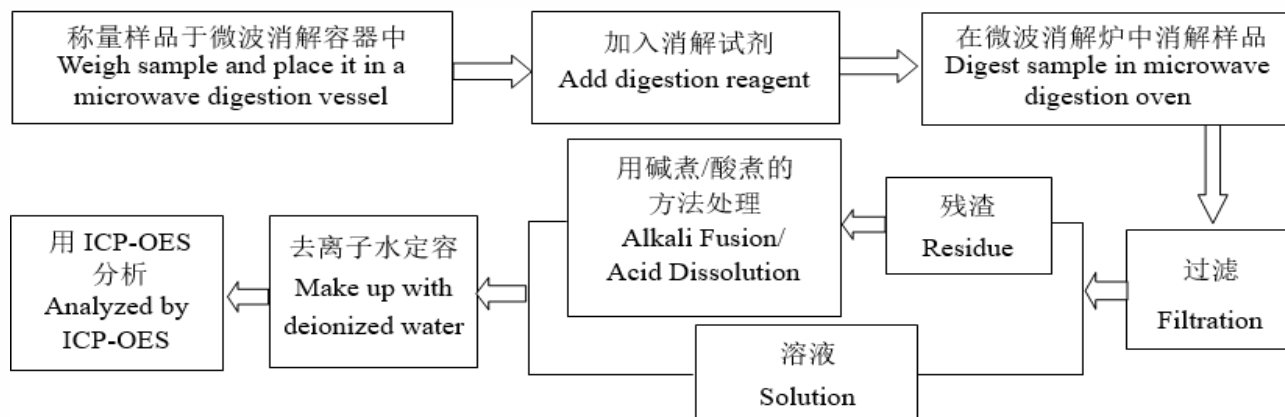 称量样品于微波消解容器中
Weigh sample and place it in a
microwave digestion vessel
加入消解试剂
Add digestion reagent
在微波消解炉中消解样品
Digest sample in microwave
digestion oven
过滤
Filtration
残渣
Residue
用碱煮/酸煮的
方法处理
Alkali Fusion/
Acid Dissolution
溶液
Solution
去离子水定容
Make up with
deionized water
用 ICP-OES
分析
Analyzed by
ICP-OES